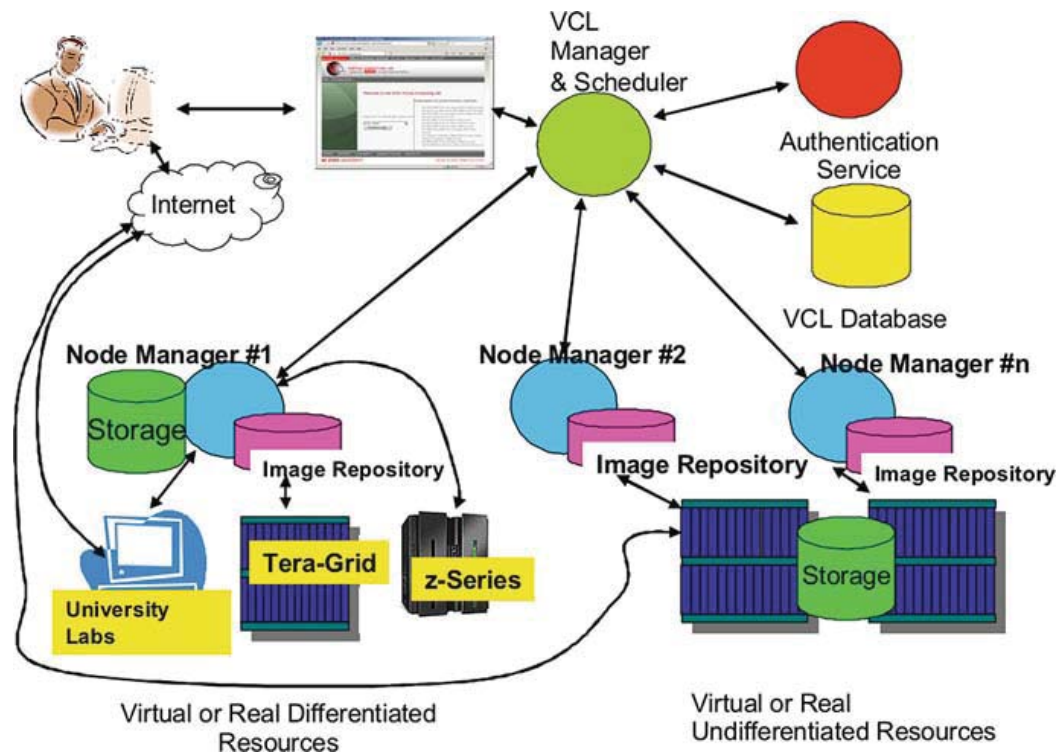 VCL
Manager
& Scheduler
Authentication
Service
Internet
VCL Database
Node Manager #1
Node Manager #2
Node Manager #n
Storage
Image Repository
Image Repository
Image Repository
Tera-Grid
z-Series
Storage
University
Labs
Virtual or Real Differentiated
Resources
Virtual or Real
Undifferentiated Resources